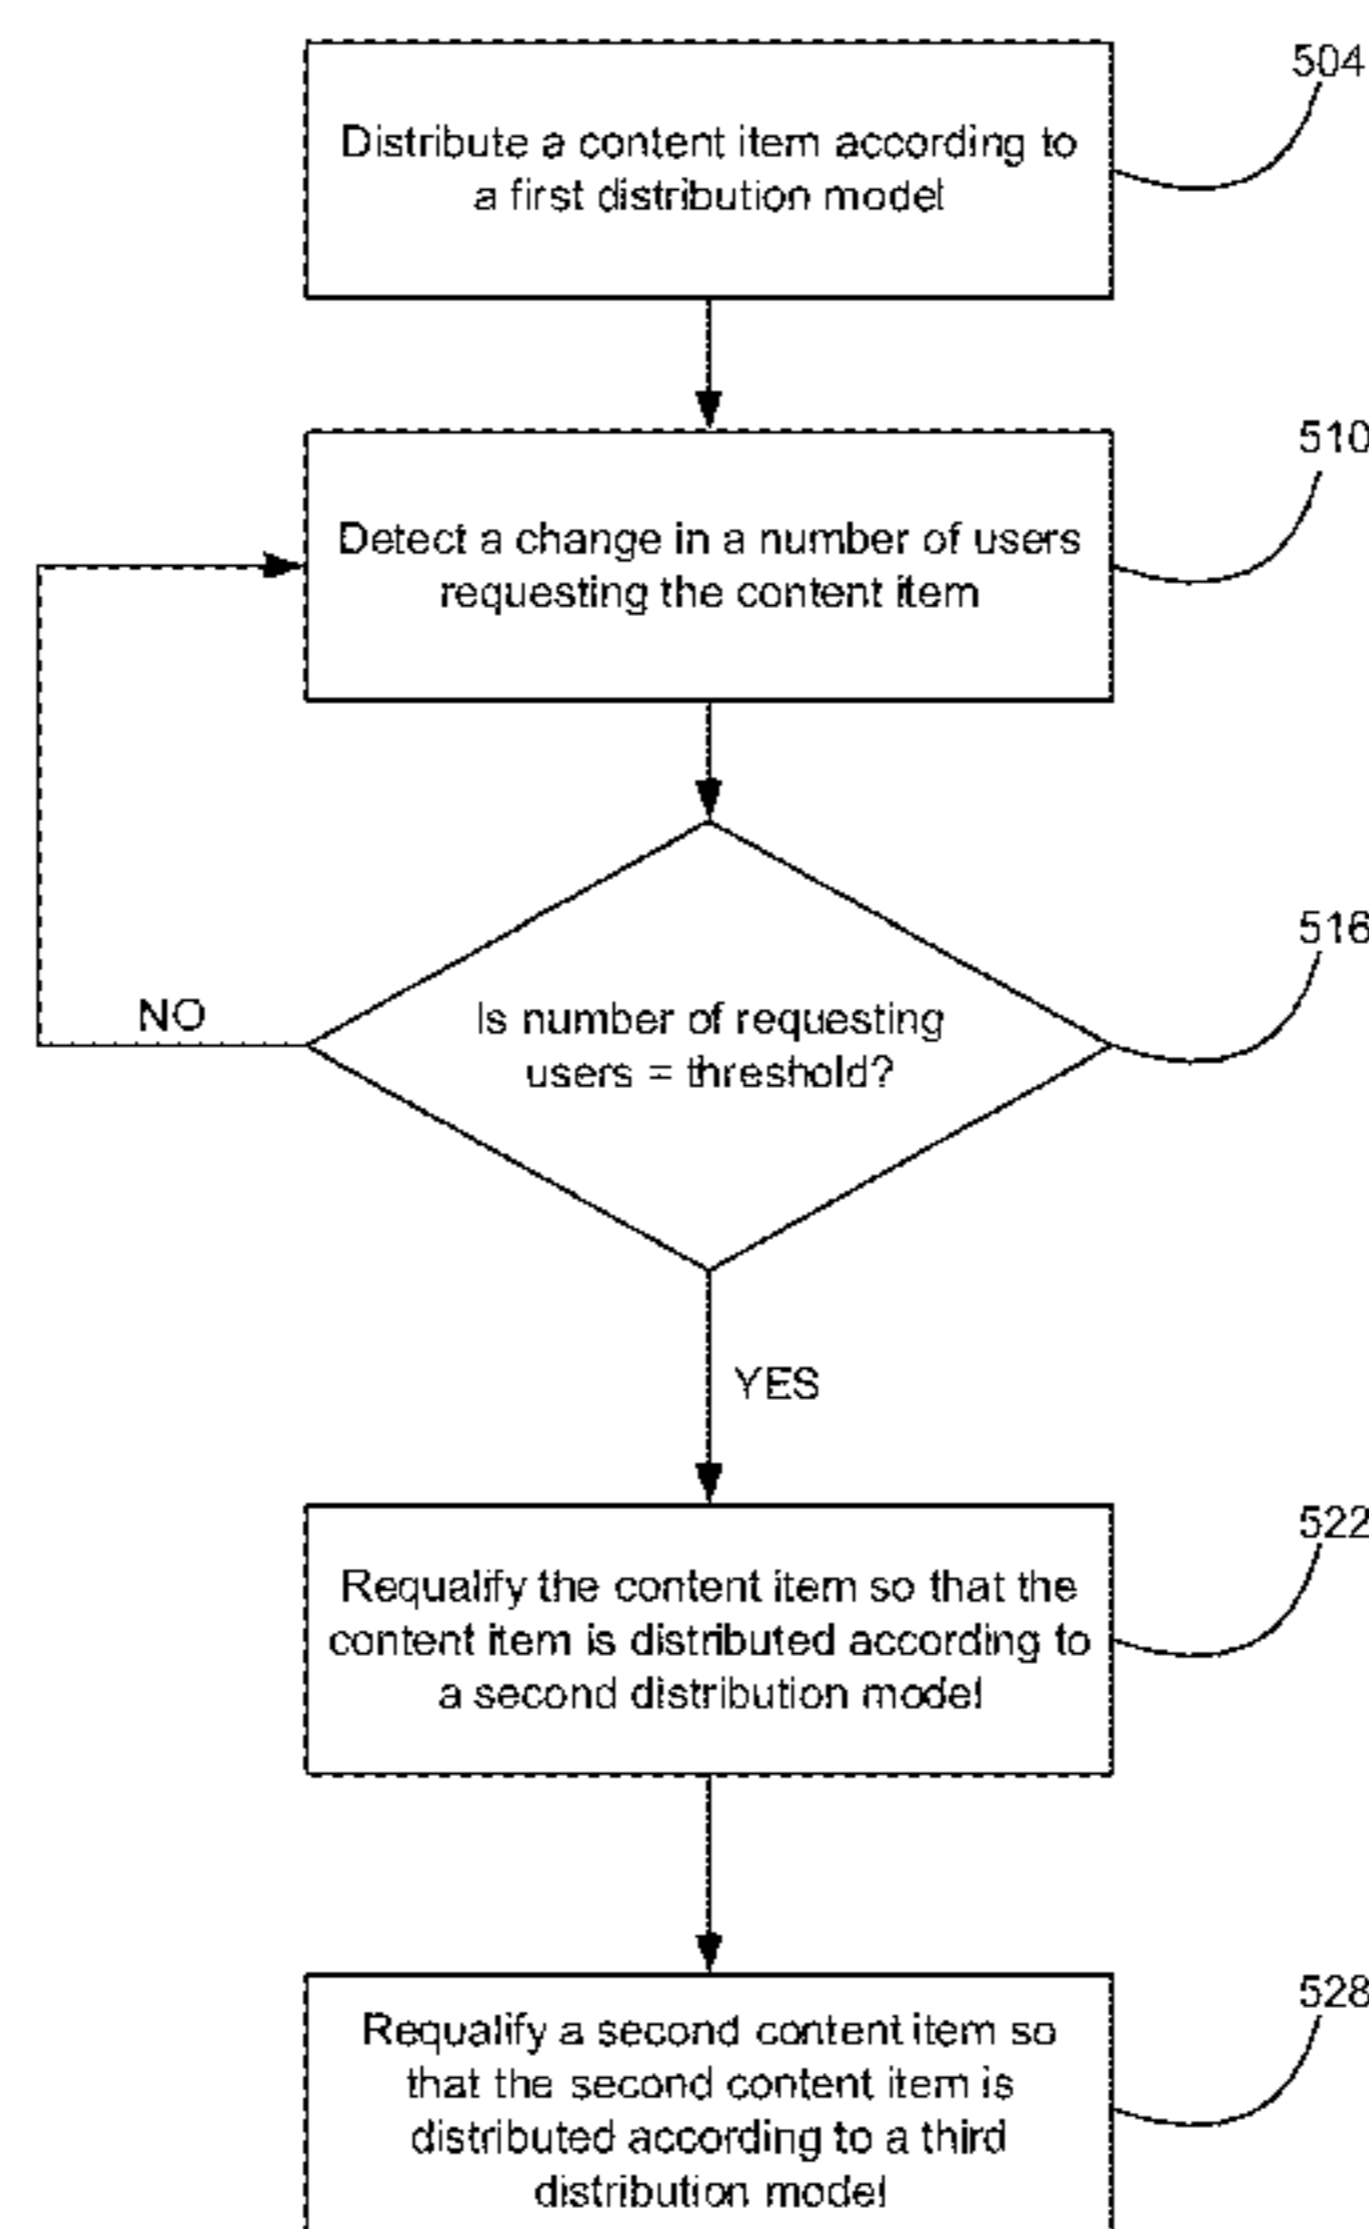 504
Distribute a content item according to
a first distribution model
510
Detect a change in a number of users
requesting the content item
516
NO
Is number of requesting
users = threshold?
YES
522
Requalify the content item so that the
content item is distributed according to
a second distribution model
528
Requalify a second content item so
that the second content item is
distributed according to a third
distribution model